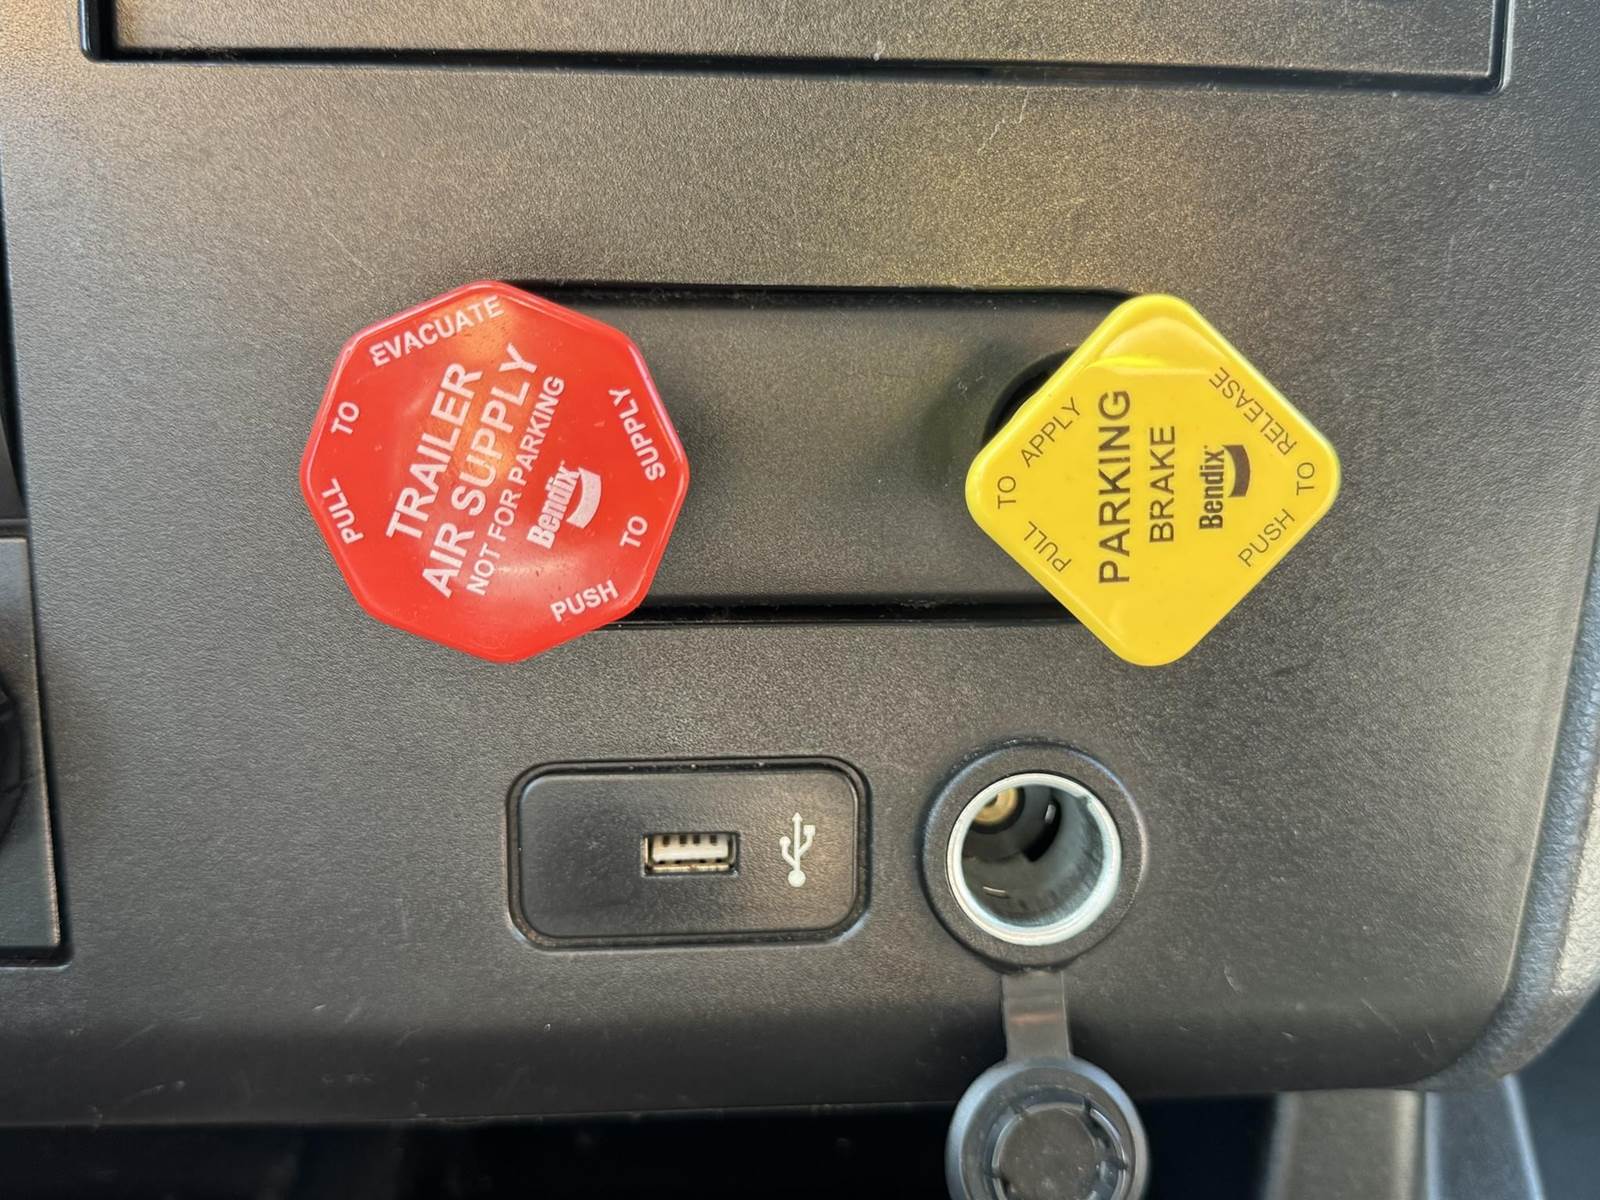 PULL TO EVACUATE
TRAILER
AIR SUPPLY
NOT FOR PARKING
Bendix
PUSH TO SUPPLY
PULL TO APPLY
PARKING
BRAKE
Bendix
PUSH TO RELEASE